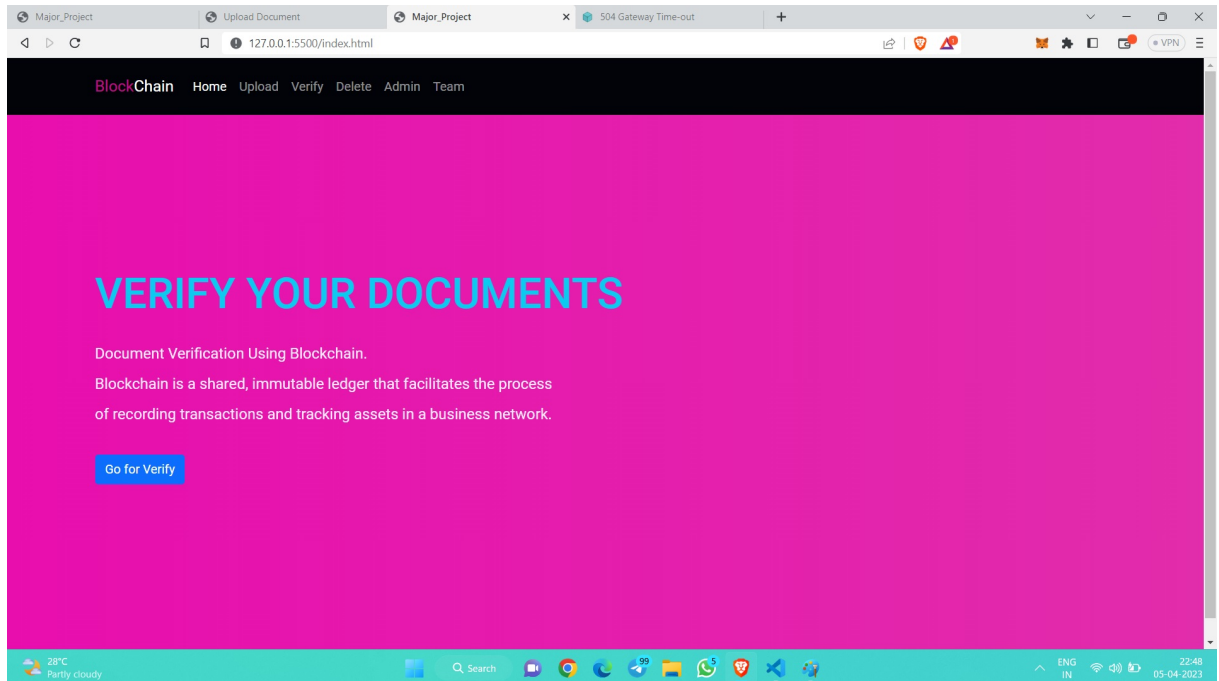 Major_Project
Upload Document
Major_Project
504 Gateway Time-out
127.0.0.1:5500/index.html
VPN
BlockChain Home Upload Verify Delete Admin Team
VERIFY YOUR DOCUMENTS
Document Verification Using Blockchain.
Blockchain is a shared, immutable ledger that facilitates the process
of recording transactions and tracking assets in a business network.
Go for Verify
28°C
Partly cloudy
Search
99
5
ENG
IN
22:48
05-04-2023